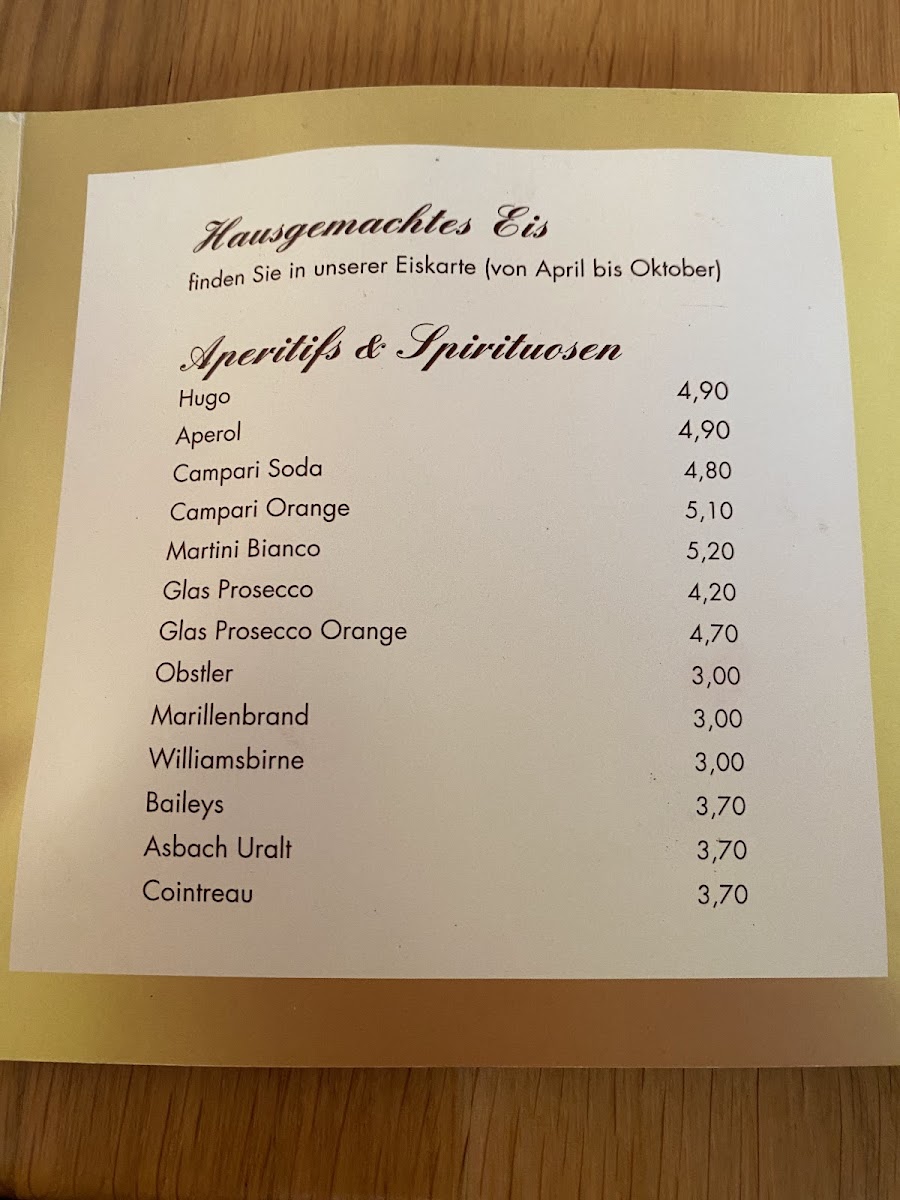 Hausgemachtes Eis
finden Sie in unserer Eiskarte (von April bis Oktober)
Aperitifs & Spirituosen
Hugo 4,90
Aperol 4,90
Campari Soda 4,80
Campari Orange 5,10
Martini Bianco 5,20
Glas Prosecco 4,20
Glas Prosecco Orange 4,70
Obstler 3,00
Marillenbrand 3,00
Williamsbirne 3,00
Baileys 3,70
Asbach Uralt 3,70
Cointreau 3,70